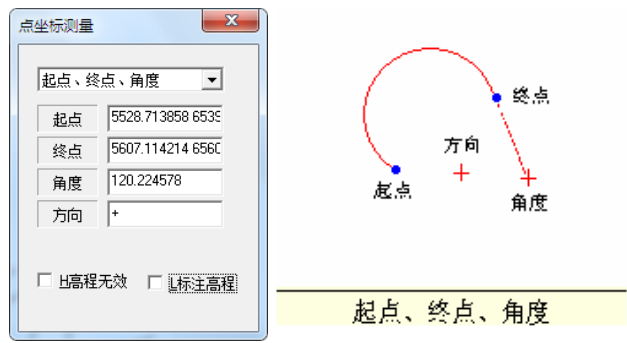 点坐标测量
起点、终点、角度
起点 5528.713858 6539
终点 5607.114214 6560
角度 120.224578
方向 +
H高程无效 L标注高程
终点
方向
起点
角度
起点、终点、角度